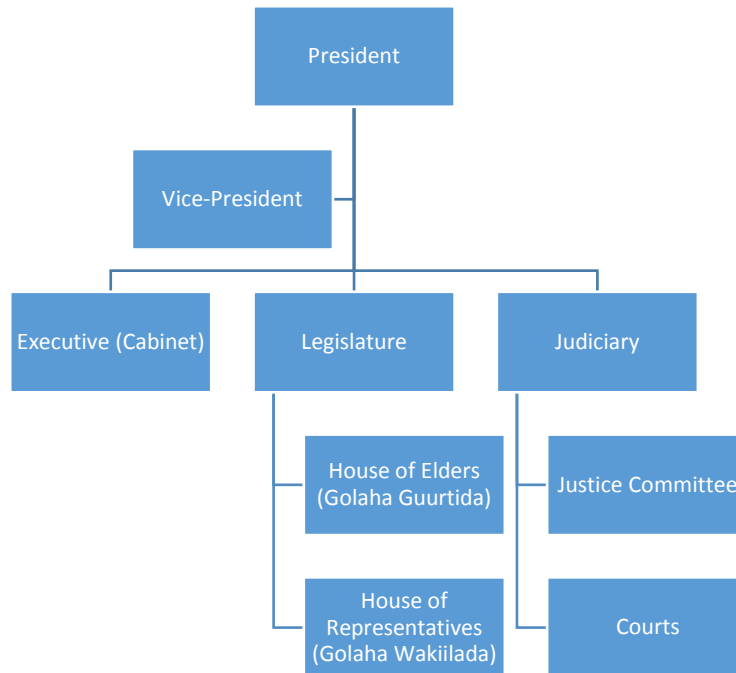 President
Vice-President
Executive (Cabinet)
Legislature
Judiciary
House of Elders
(Golaha Guurtida)
Justice Committee
House of
Representatives
(Golaha Wakiilada)
Courts